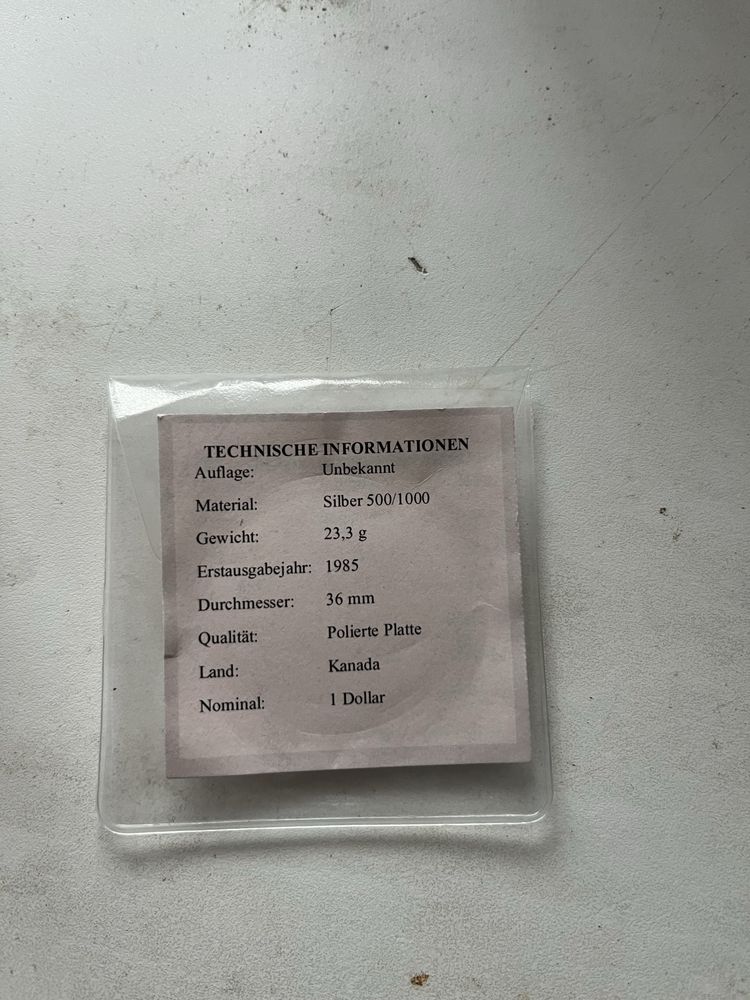 TECHNISCHE INFORMATIONEN
Auflage: Unbekannt
Material: Silber 500/1000
Gewicht: 23,3 g
Erstausgabejahr: 1985
Durchmesser: 36 mm
Qualität: Polierte Platte
Land: Kanada
Nominal: 1 Dollar